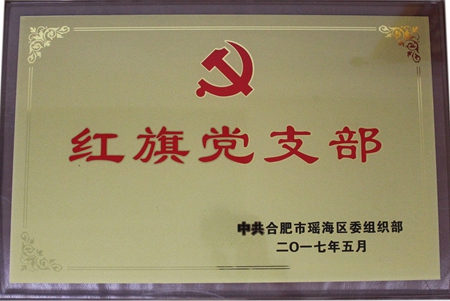 红旗党支部
中共合肥市瑶海区委组织部
二〇一七年五月